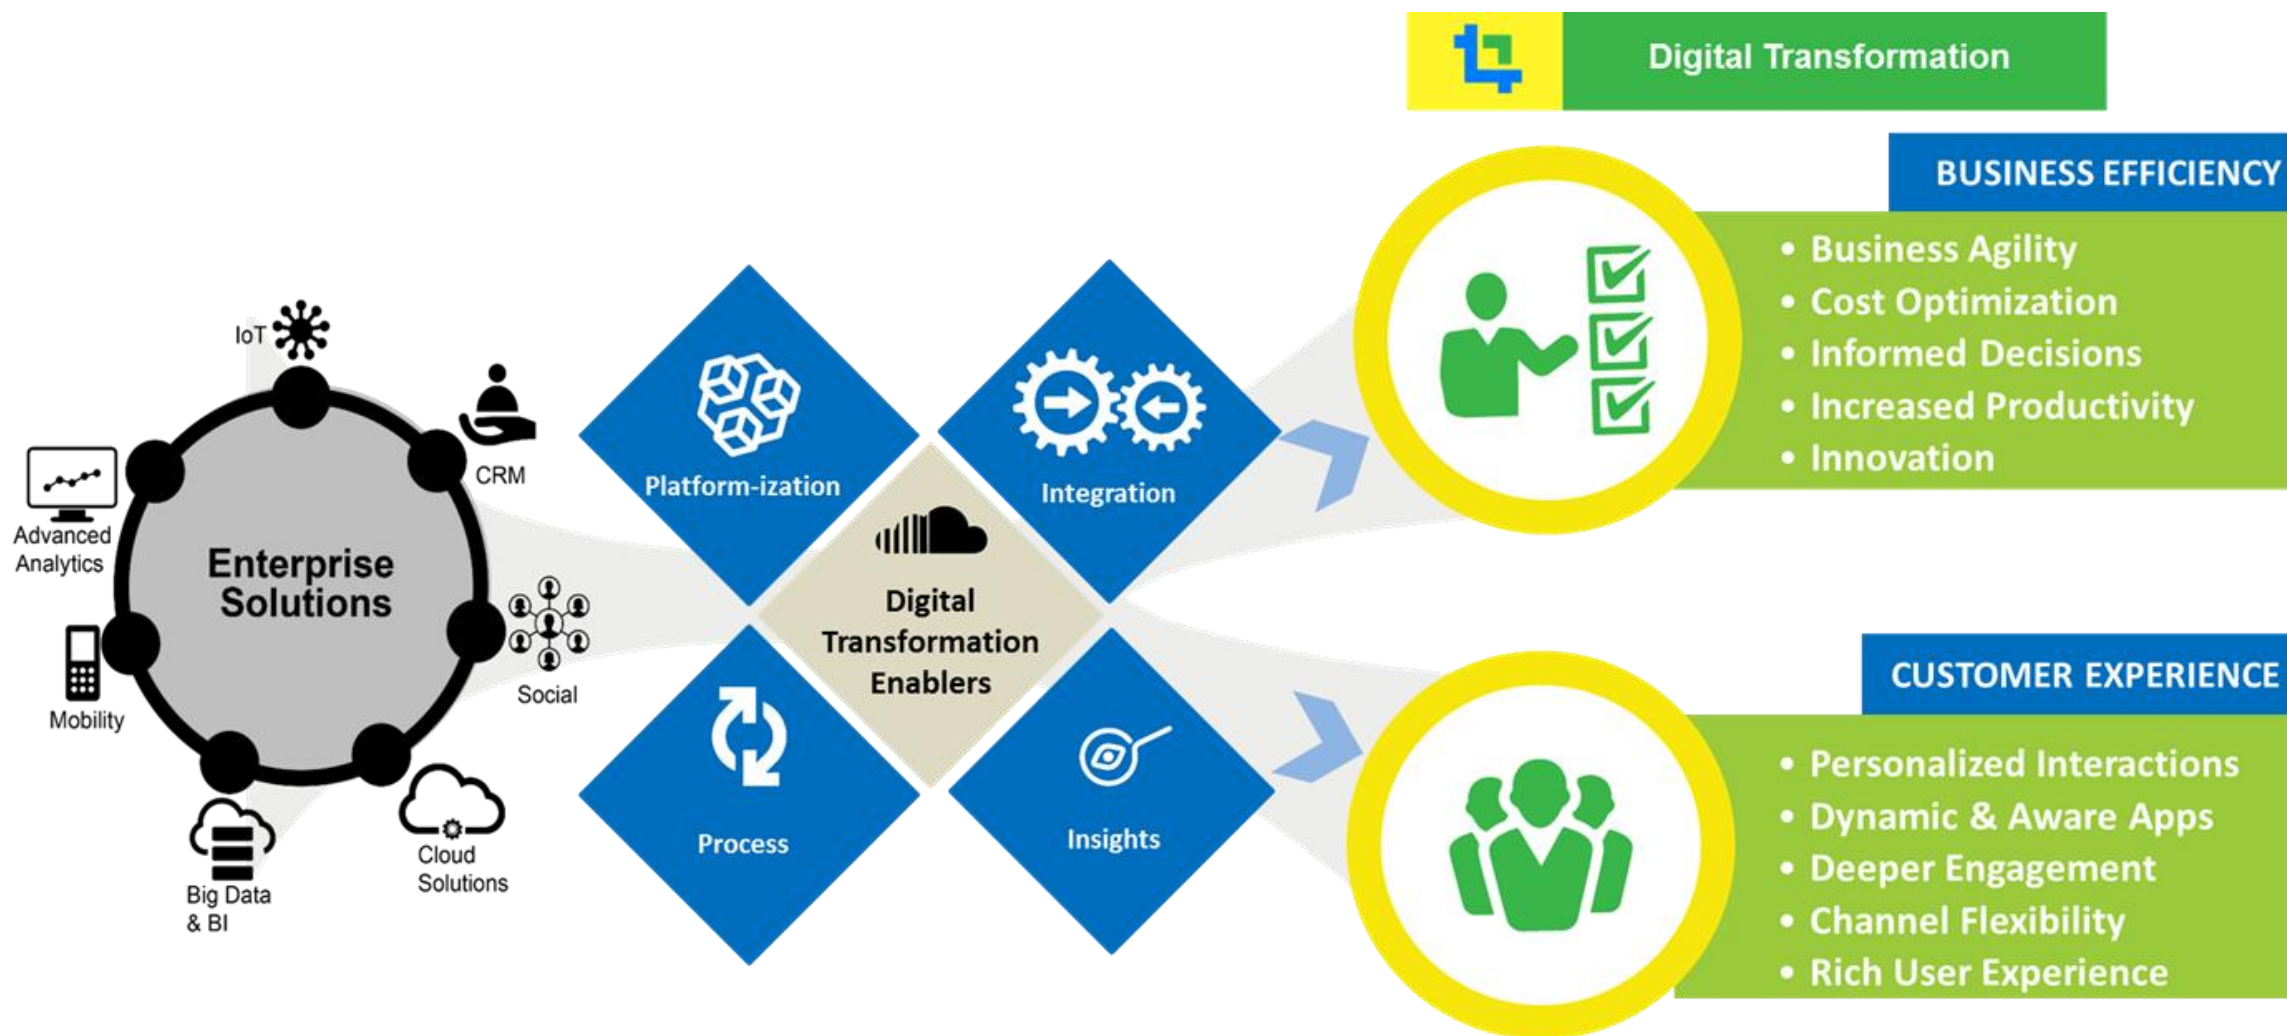 Digital Transformation
BUSINESS EFFICIENCY
• Business Agility
• Cost Optimization
• Informed Decisions
• Increased Productivity
• Innovation
IoT
CRM
Advanced
Analytics
Enterprise
Solutions
Mobility
Social
Cloud
Solutions
Big Data
& BI
Platform-ization
Integration
Digital
Transformation
Enablers
Process
Insights
CUSTOMER EXPERIENCE
• Personalized Interactions
• Dynamic & Aware Apps
• Deeper Engagement
• Channel Flexibility
• Rich User Experience